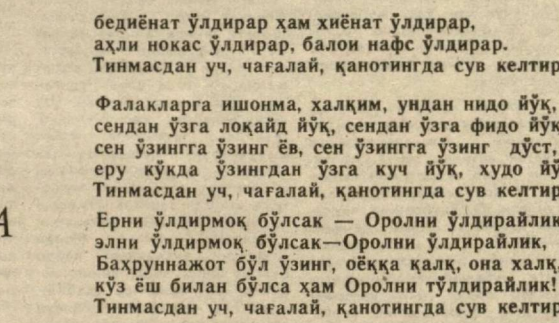 бедиёнат ўлдирар ҳам хиёнат ўлдирар,
аҳли нокас ўлдирар, балои нафс ўлдирар.
Тинмасдан уч, чағалай, қанотингда сув келтир
Фалакларга ишонма, халқим, ундан нидо йўқ,
сендан ўзга лоқайд йўқ, сендан ўзга фидо йўқ
сен ўзингга ўзинг ёв, сен ўзингга ўзинг дўст,
еру кўкда ўзингдан ўзга куч йўқ, худо йў
Тинмасдан уч, чағалай, қанотингда сув келтир
Ерни ўлдирмоқ бўлсак — Оролни ўлдирайлик
элни ўлдирмоқ бўлсак—Оролни ўлдирайлик,
Баҳруннажот бўл ўзинг, оёққа қалқ, она халқ
кўз ёш билан бўлса ҳам Оролни тўлдирайлик!
Тинмасдан уч, чағалай, қанотингда сув келтир